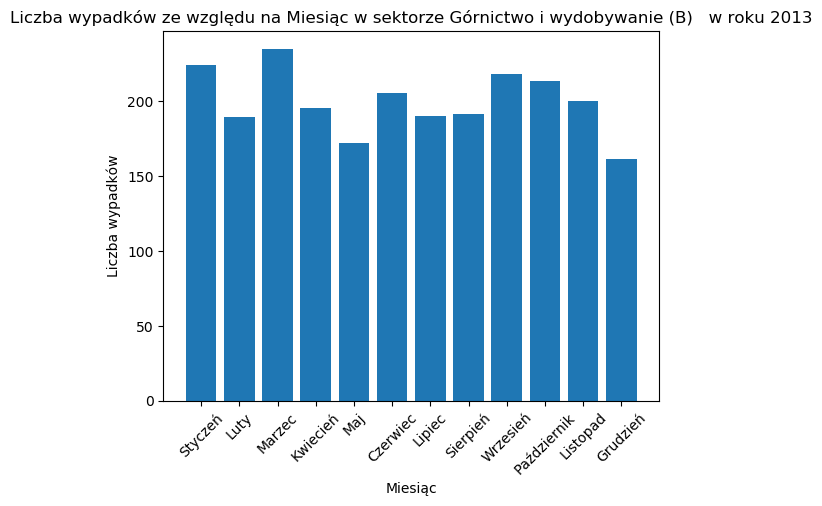 Liczba wypadków ze względu na Miesiąc w sektorze Górnictwo i wydobywanie (B)   w roku 2013
Liczba wypadków
200
150
100
50
0
Styczeń
Luty
Marzec
Kwiecień
Maj
Czerwiec
Lipiec
Sierpień
Wrzesień
Październik
Listopad
Grudzień
Miesiąc